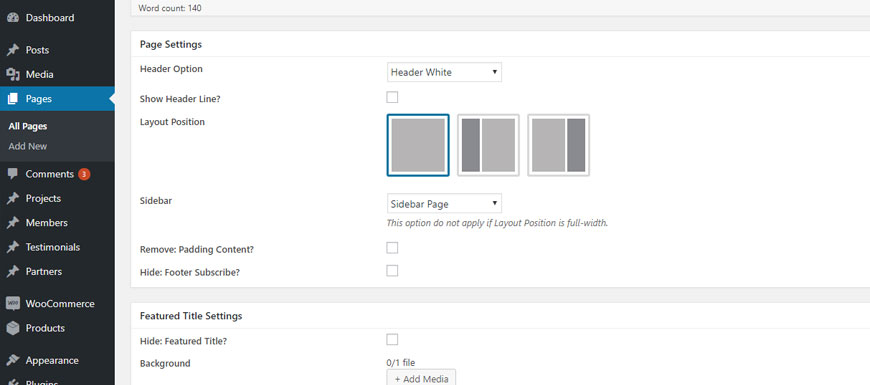 Dashboard
Posts
Media
Pages
All Pages
Add New
Comments 3
Projects
Members
Testimonials
Partners
WooCommerce
Products
Appearance
Plugins
Word count: 140
Page Settings
Header Option
Header White
Show Header Line?
Layout Position
Sidebar
Sidebar Page
This option do not apply if Layout Position is full-width.
Remove: Padding Content?
Hide: Footer Subscribe?
Featured Title Settings
Hide: Featured Title?
Background
0/1 file
+ Add Media